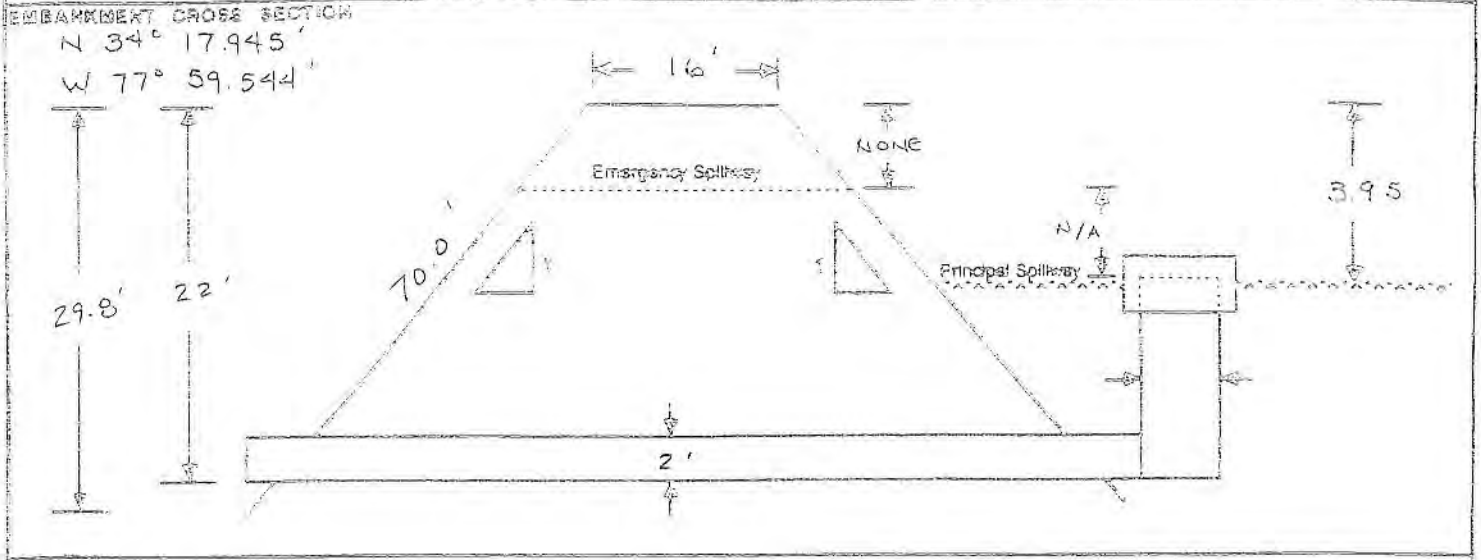 EMBANKMENT CROSS SECTION
N 34° 17.945'
W 77° 59.544'
16'
NONE
Emergency Spillway
3.95
N/A
70.0'
Principal Spillway
29.8'
22'
2'